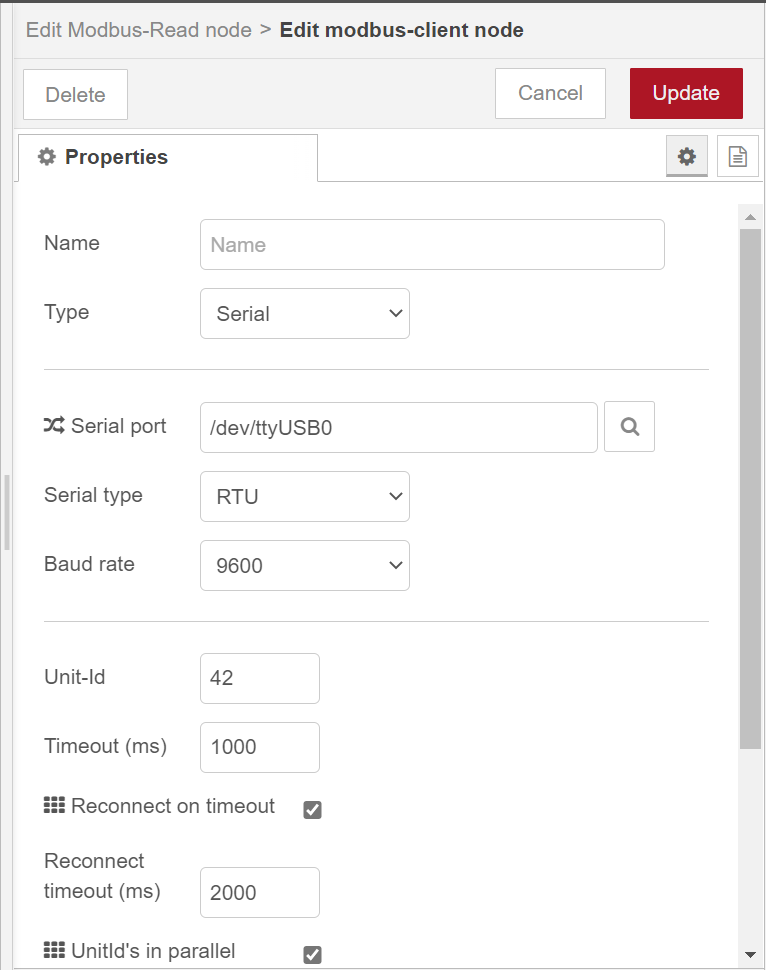 Edit Modbus-Read node > Edit modbus-client node
Delete
Cancel
Update
Properties
Name
Name
Type
Serial
Serial port
/dev/ttyUSB0
Serial type
RTU
Baud rate
9600
Unit-Id
42
Timeout (ms)
1000
Reconnect on timeout
Reconnect
timeout (ms)
2000
UnitId's in parallel